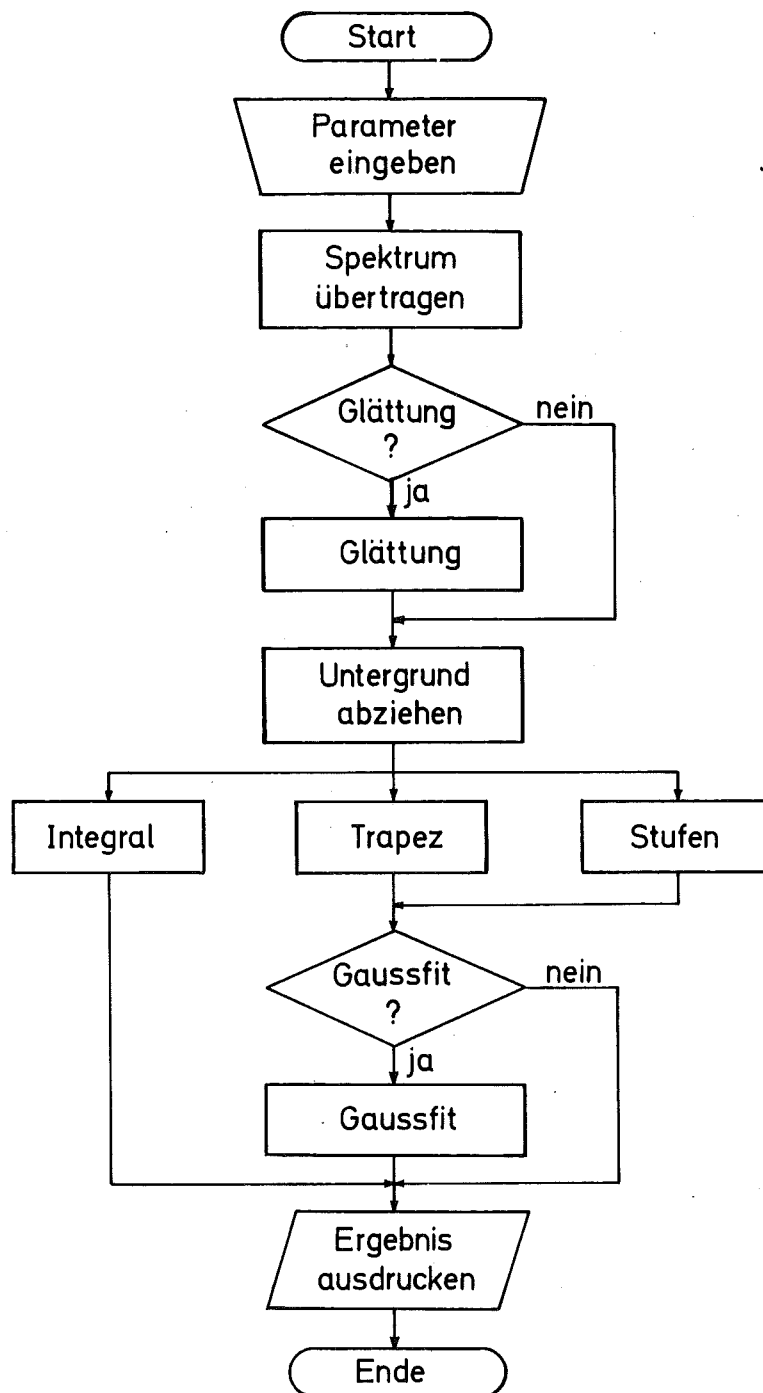 Start
Parameter
eingeben
Spektrum
übertragen
Glättung
?
nein
ja
Glättung
Untergrund
abziehen
Integral
Trapez
Stufen
Gaussfit
?
nein
ja
Gaussfit
Ergebnis
ausdrucken
Ende